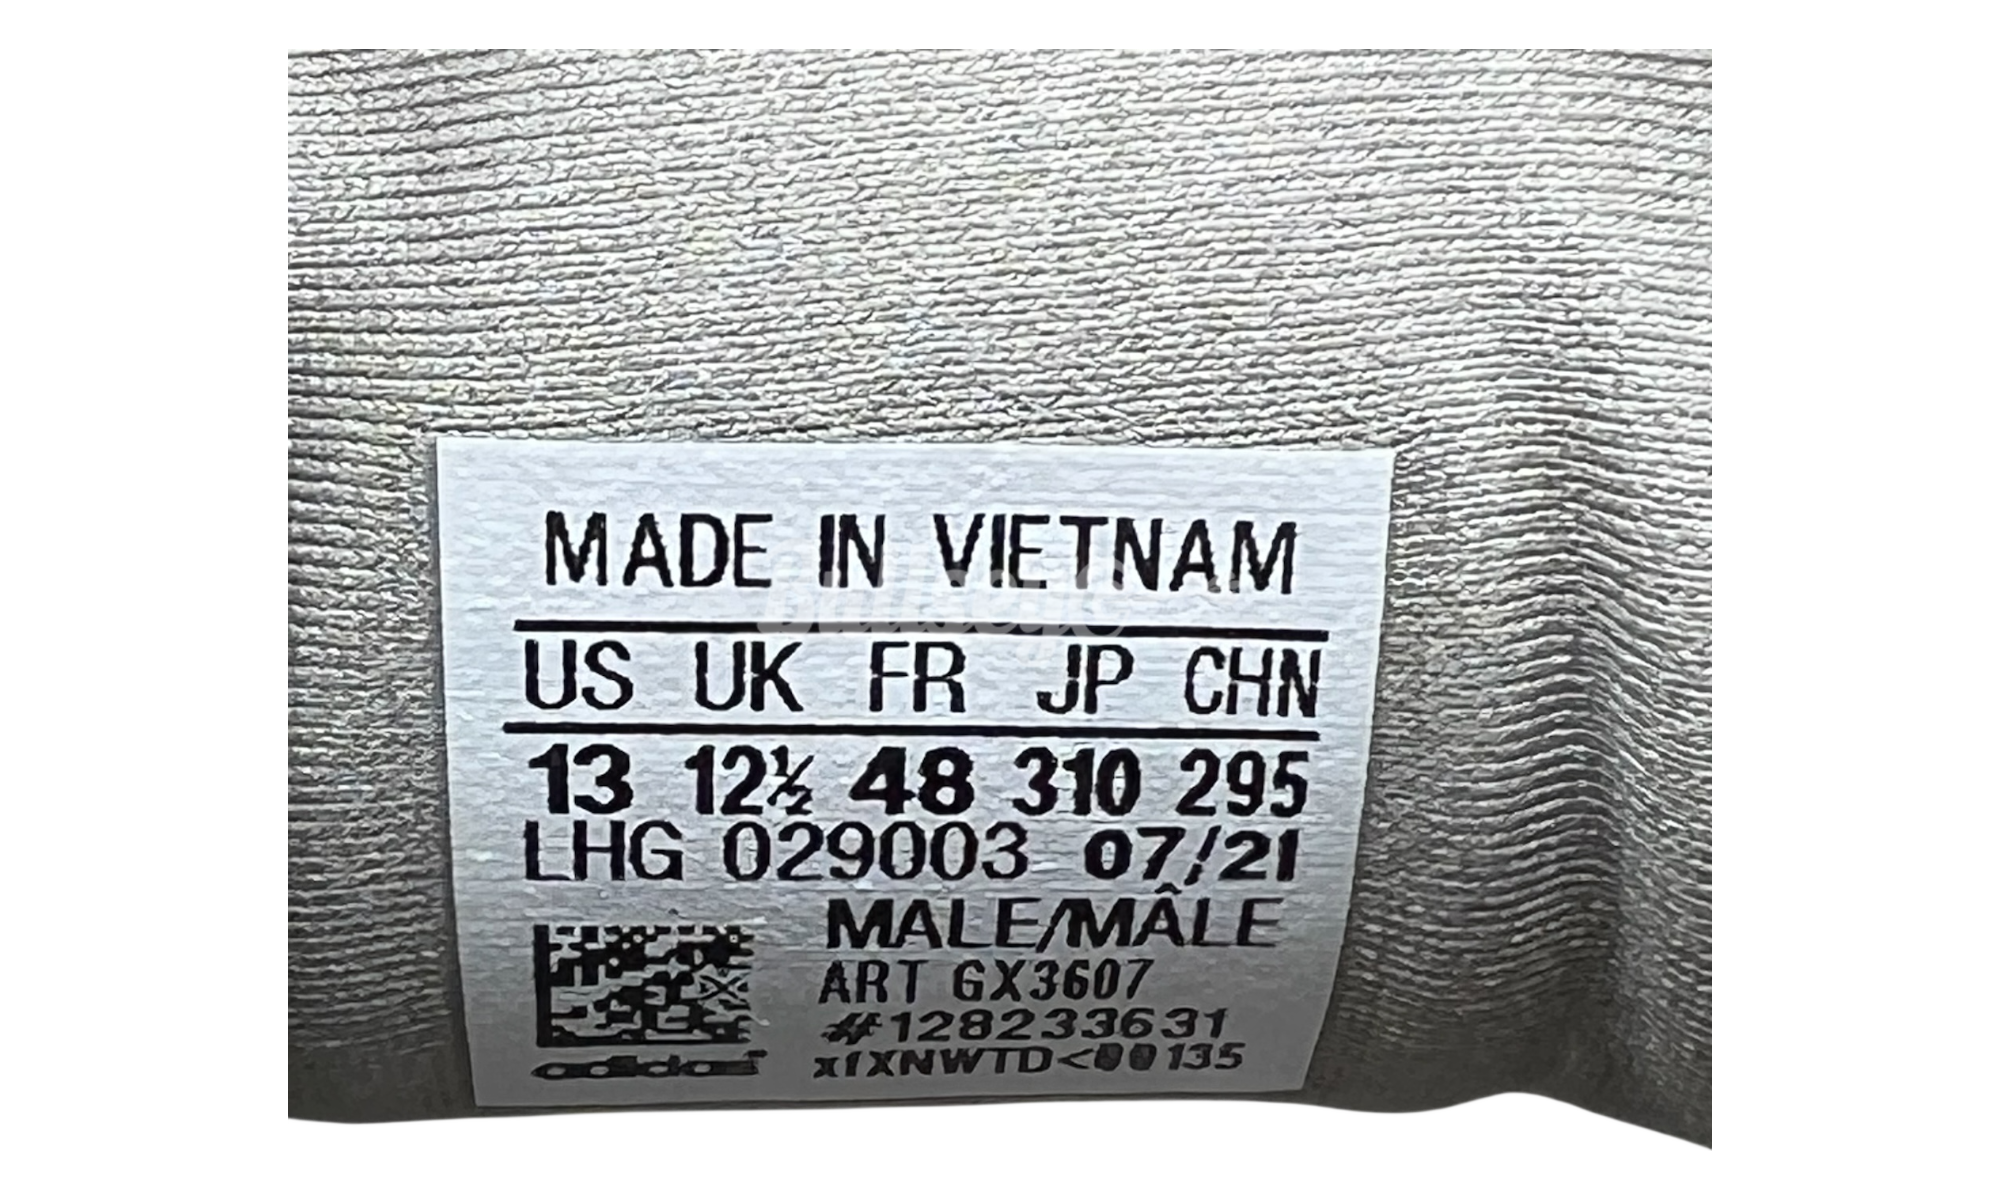 MADE IN VIETNAM
US UK FR JP CHN
13 12½ 48 310 295
LHG 029003 07/21
MALE/MÂLE
ART GX3607
#128233631
adidas